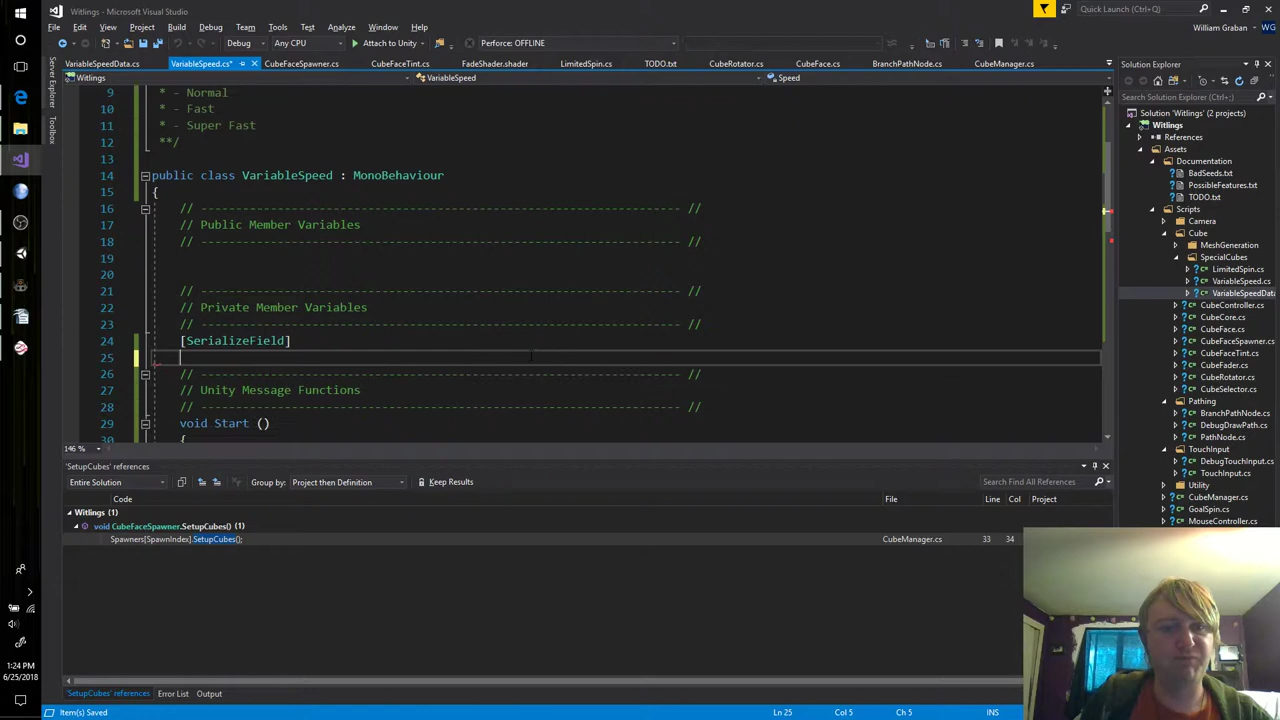 Witlings - Microsoft Visual Studio
Quick Launch (Ctrl+Q)
File Edit View Project Build Debug Team Tools Test Analyze Window Help
William Graban WG
Debug Any CPU Attach to Unity Perforce: OFFLINE
VariableSpeedData.cs VariableSpeed.cs* CubeFaceSpawner.cs CubeFaceTint.cs FadeShader.shader LimitedSpin.cs TODO.txt CubeRotator.cs CubeFace.cs BranchPathNode.cs CubeManager.cs
Witlings VariableSpeed Speed
Server Explorer
Toolbox
9 * - Normal
10 * - Fast
11 * - Super Fast
12 **/
13
14 public class VariableSpeed : MonoBehaviour
15 {
16 // -------------------------------------------------------------------- //
17 // Public Member Variables
18 // -------------------------------------------------------------------- //
19
20
21 // -------------------------------------------------------------------- //
22 // Private Member Variables
23 // -------------------------------------------------------------------- //
24 [SerializeField]
25
26 // -------------------------------------------------------------------- //
27 // Unity Message Functions
28 // -------------------------------------------------------------------- //
29 void Start ()
30 {
146 %
'SetupCubes' references
Entire Solution Group by: Project then Definition Keep Results Search Find All References
Code File Line Col Project
Witlings (1)
void CubeFaceSpawner.SetupCubes() (1)
Spawners[SpawnIndex].SetupCubes(); CubeManager.cs 33 34
'SetupCubes' references Error List Output
Item(s) Saved Ln 25 Col 5 Ch 5 INS
Solution Explorer
Search Solution Explorer (Ctrl+;)
Solution 'Witlings' (2 projects)
Witlings
References
Assets
Documentation
BadSeeds.txt
PossibleFeatures.txt
TODO.txt
Scripts
Camera
Cube
MeshGeneration
SpecialCubes
LimitedSpin.cs
VariableSpeed.cs
VariableSpeedData
CubeController.cs
CubeCore.cs
CubeFace.cs
CubeFaceSpawner.cs
CubeFaceTint.cs
CubeFader.cs
CubeRotator.cs
CubeSelector.cs
Pathing
BranchPathNode.cs
DebugDrawPath.cs
PathNode.cs
TouchInput
DebugTouchInput.cs
TouchInput.cs
Utility
CubeManager.cs
GoalSpin.cs
MouseController.cs
1:24 PM
6/25/2018